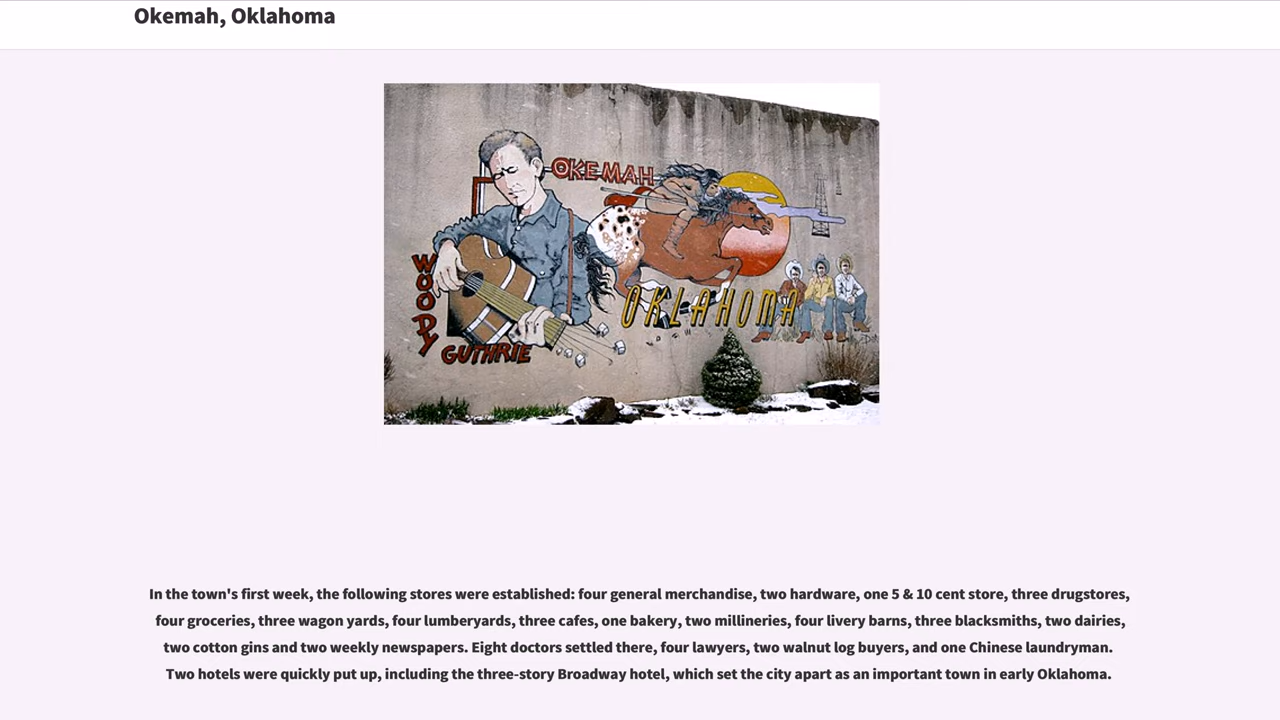 Okemah, Oklahoma
OKEMAH
WOODY
GUTHRIE
OKLAHOMA
In the town's first week, the following stores were established: four general merchandise, two hardware, one 5 & 10 cent store, three drugstores,
four groceries, three wagon yards, four lumberyards, three cafes, one bakery, two millineries, four livery barns, three blacksmiths, two dairies,
two cotton gins and two weekly newspapers. Eight doctors settled there, four lawyers, two walnut log buyers, and one Chinese laundryman.
Two hotels were quickly put up, including the three-story Broadway hotel, which set the city apart as an important town in early Oklahoma.